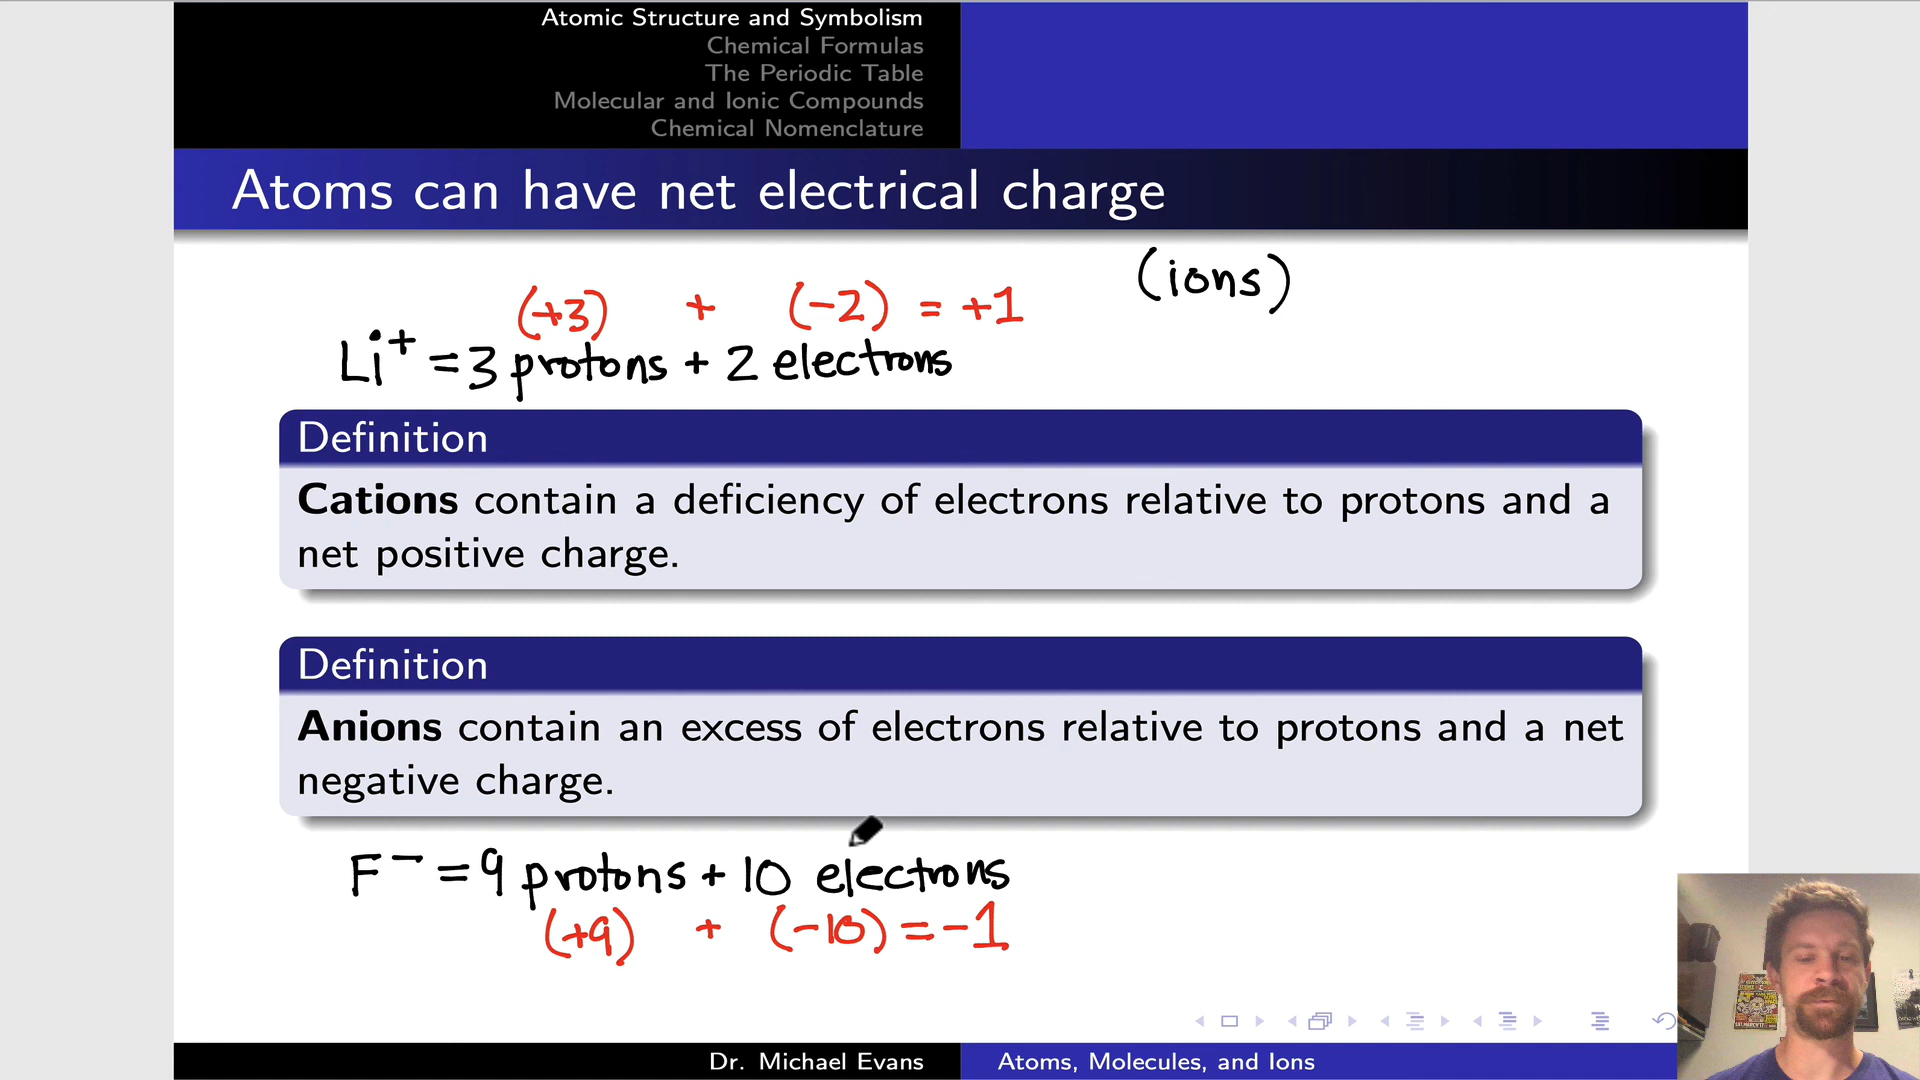 Atomic Structure and Symbolism
Chemical Formulas
The Periodic Table
Molecular and Ionic Compounds
Chemical Nomenclature
Atoms can have net electrical charge
(ions)
(+3) + (-2) = +1
Li⁺ = 3 protons + 2 electrons
Definition
Cations contain a deficiency of electrons relative to protons and a
net positive charge.
Definition
Anions contain an excess of electrons relative to protons and a net
negative charge.
F⁻ = 9 protons + 10 electrons
(+9) + (-10) = -1
Dr. Michael Evans
Atoms, Molecules, and Ions